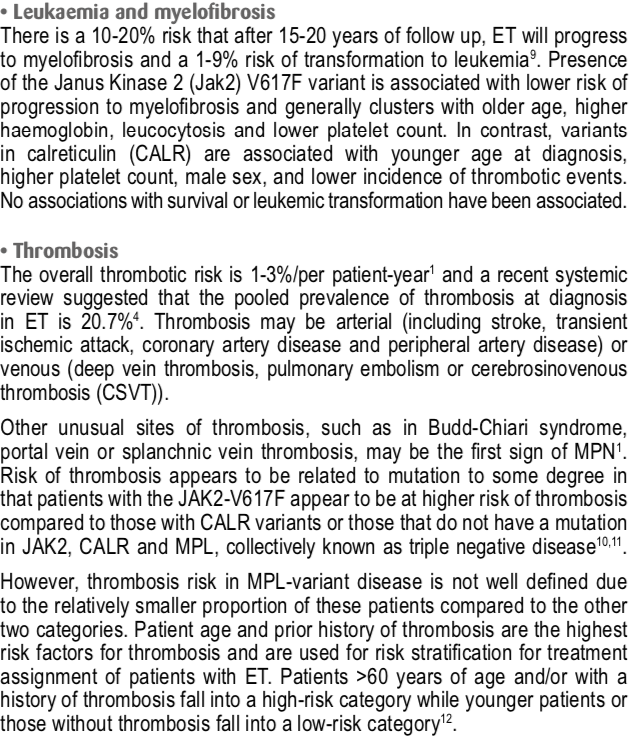 • Leukaemia and myelofibrosis
There is a 10-20% risk that after 15-20 years of follow up, ET will progress
to myelofibrosis and a 1-9% risk of transformation to leukemia⁹. Presence
of the Janus Kinase 2 (Jak2) V617F variant is associated with lower risk of
progression to myelofibrosis and generally clusters with older age, higher
haemoglobin, leucocytosis and lower platelet count. In contrast, variants
in calreticulin (CALR) are associated with younger age at diagnosis,
higher platelet count, male sex, and lower incidence of thrombotic events.
No associations with survival or leukemic transformation have been associated.
• Thrombosis
The overall thrombotic risk is 1-3%/per patient-year¹ and a recent systemic
review suggested that the pooled prevalence of thrombosis at diagnosis
in ET is 20.7%⁴. Thrombosis may be arterial (including stroke, transient
ischemic attack, coronary artery disease and peripheral artery disease) or
venous (deep vein thrombosis, pulmonary embolism or cerebrosinovenous
thrombosis (CSVT)).
Other unusual sites of thrombosis, such as in Budd-Chiari syndrome,
portal vein or splanchnic vein thrombosis, may be the first sign of MPN¹.
Risk of thrombosis appears to be related to mutation to some degree in
that patients with the JAK2-V617F appear to be at higher risk of thrombosis
compared to those with CALR variants or those that do not have a mutation
in JAK2, CALR and MPL, collectively known as triple negative disease¹⁰,¹¹.
However, thrombosis risk in MPL-variant disease is not well defined due
to the relatively smaller proportion of these patients compared to the other
two categories. Patient age and prior history of thrombosis are the highest
risk factors for thrombosis and are used for risk stratification for treatment
assignment of patients with ET. Patients >60 years of age and/or with a
history of thrombosis fall into a high-risk category while younger patients or
those without thrombosis fall into a low-risk category¹².